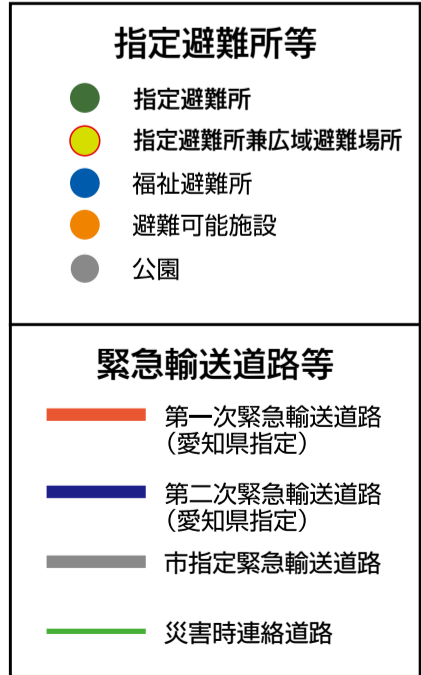 指定避難所等
指定避難所
指定避難所兼広域避難場所
福祉避難所
避難可能施設
公園
緊急輸送道路等
第一次緊急輸送道路
（愛知県指定）
第二次緊急輸送道路
（愛知県指定）
市指定緊急輸送道路
災害時連絡道路